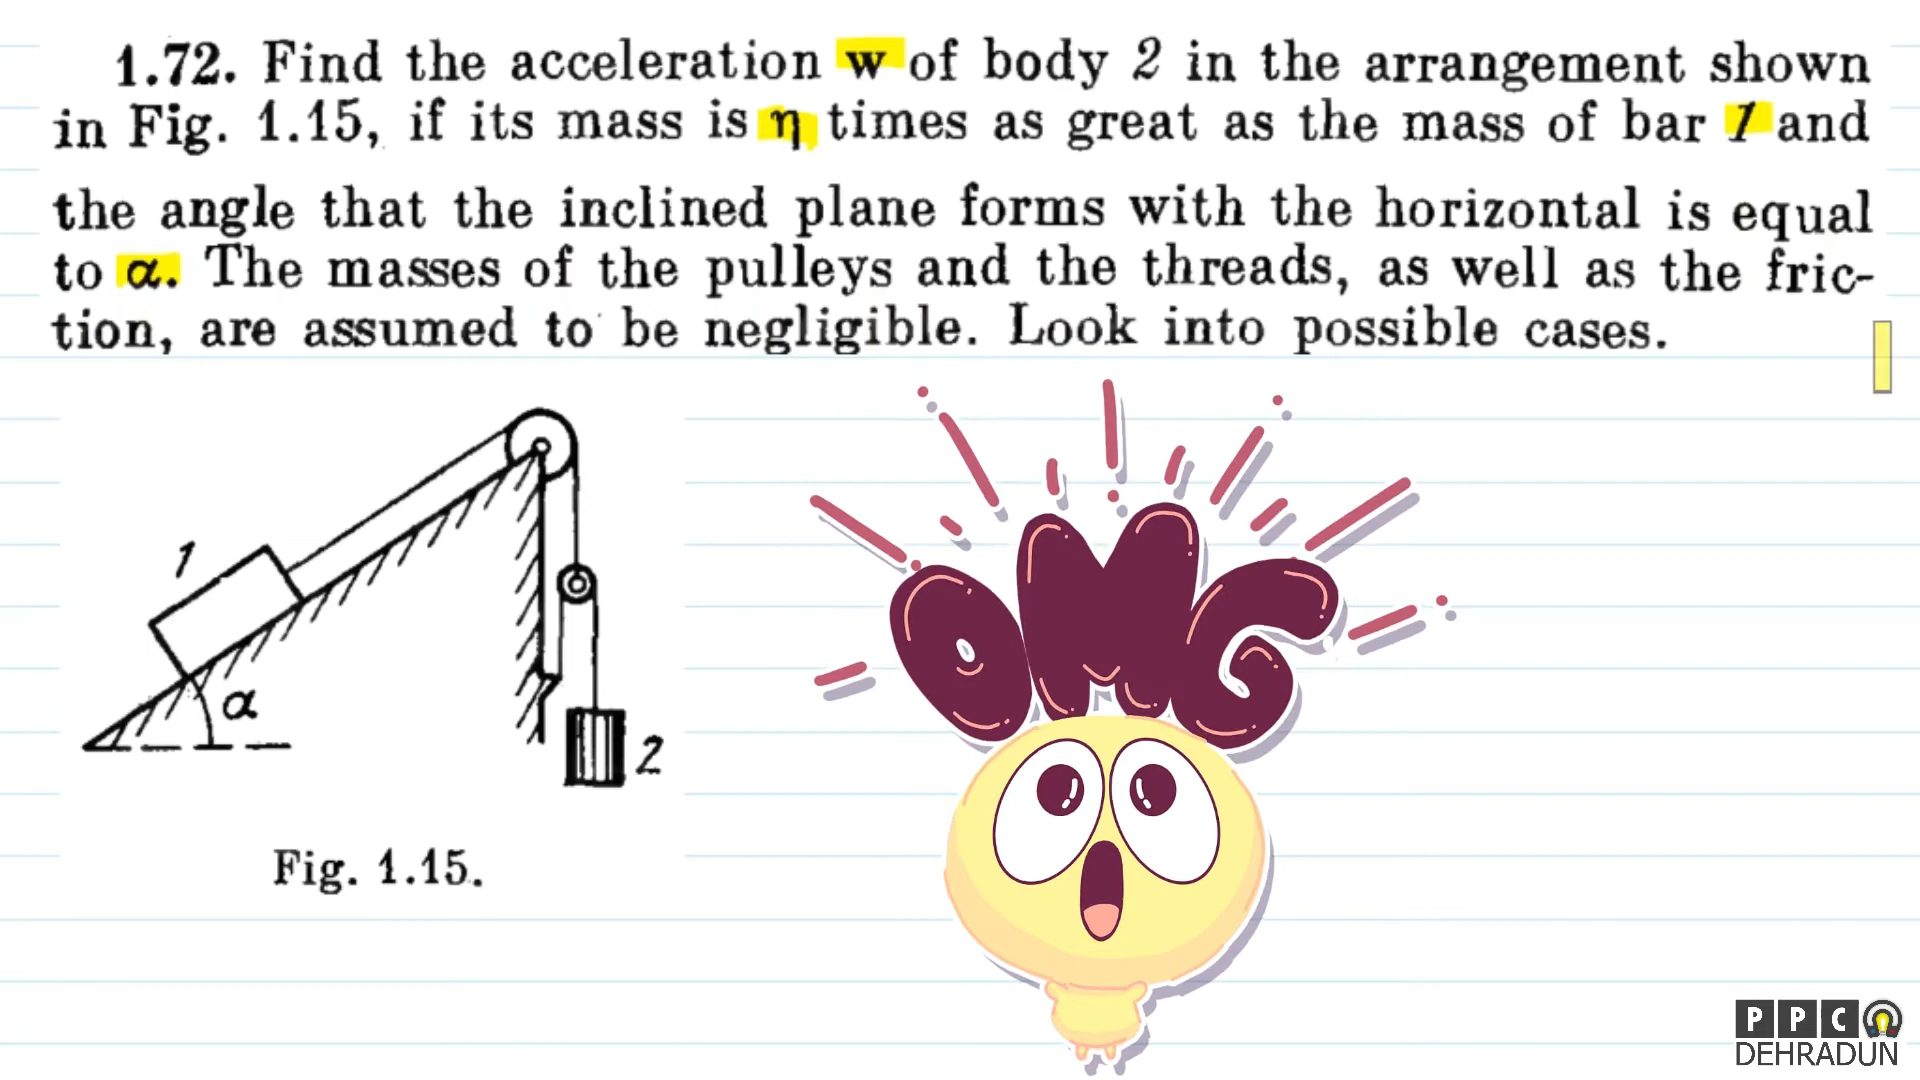 1.72. Find the acceleration w of body 2 in the arrangement shown
in Fig. 1.15, if its mass is η times as great as the mass of bar 1 and
the angle that the inclined plane forms with the horizontal is equal
to α. The masses of the pulleys and the threads, as well as the fric-
tion, are assumed to be negligible. Look into possible cases.
1
α
2
Fig. 1.15.
OMG
PPC
DEHRADUN